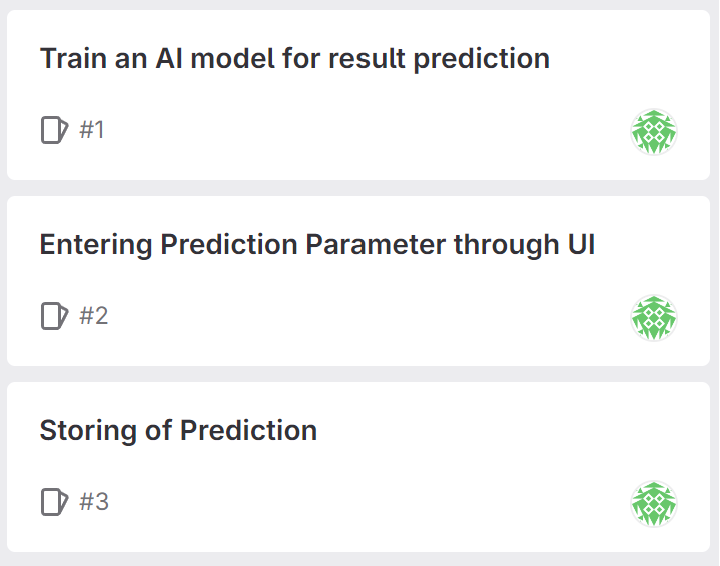 Train an AI model for result prediction
#1
Entering Prediction Parameter through UI
#2
Storing of Prediction
#3